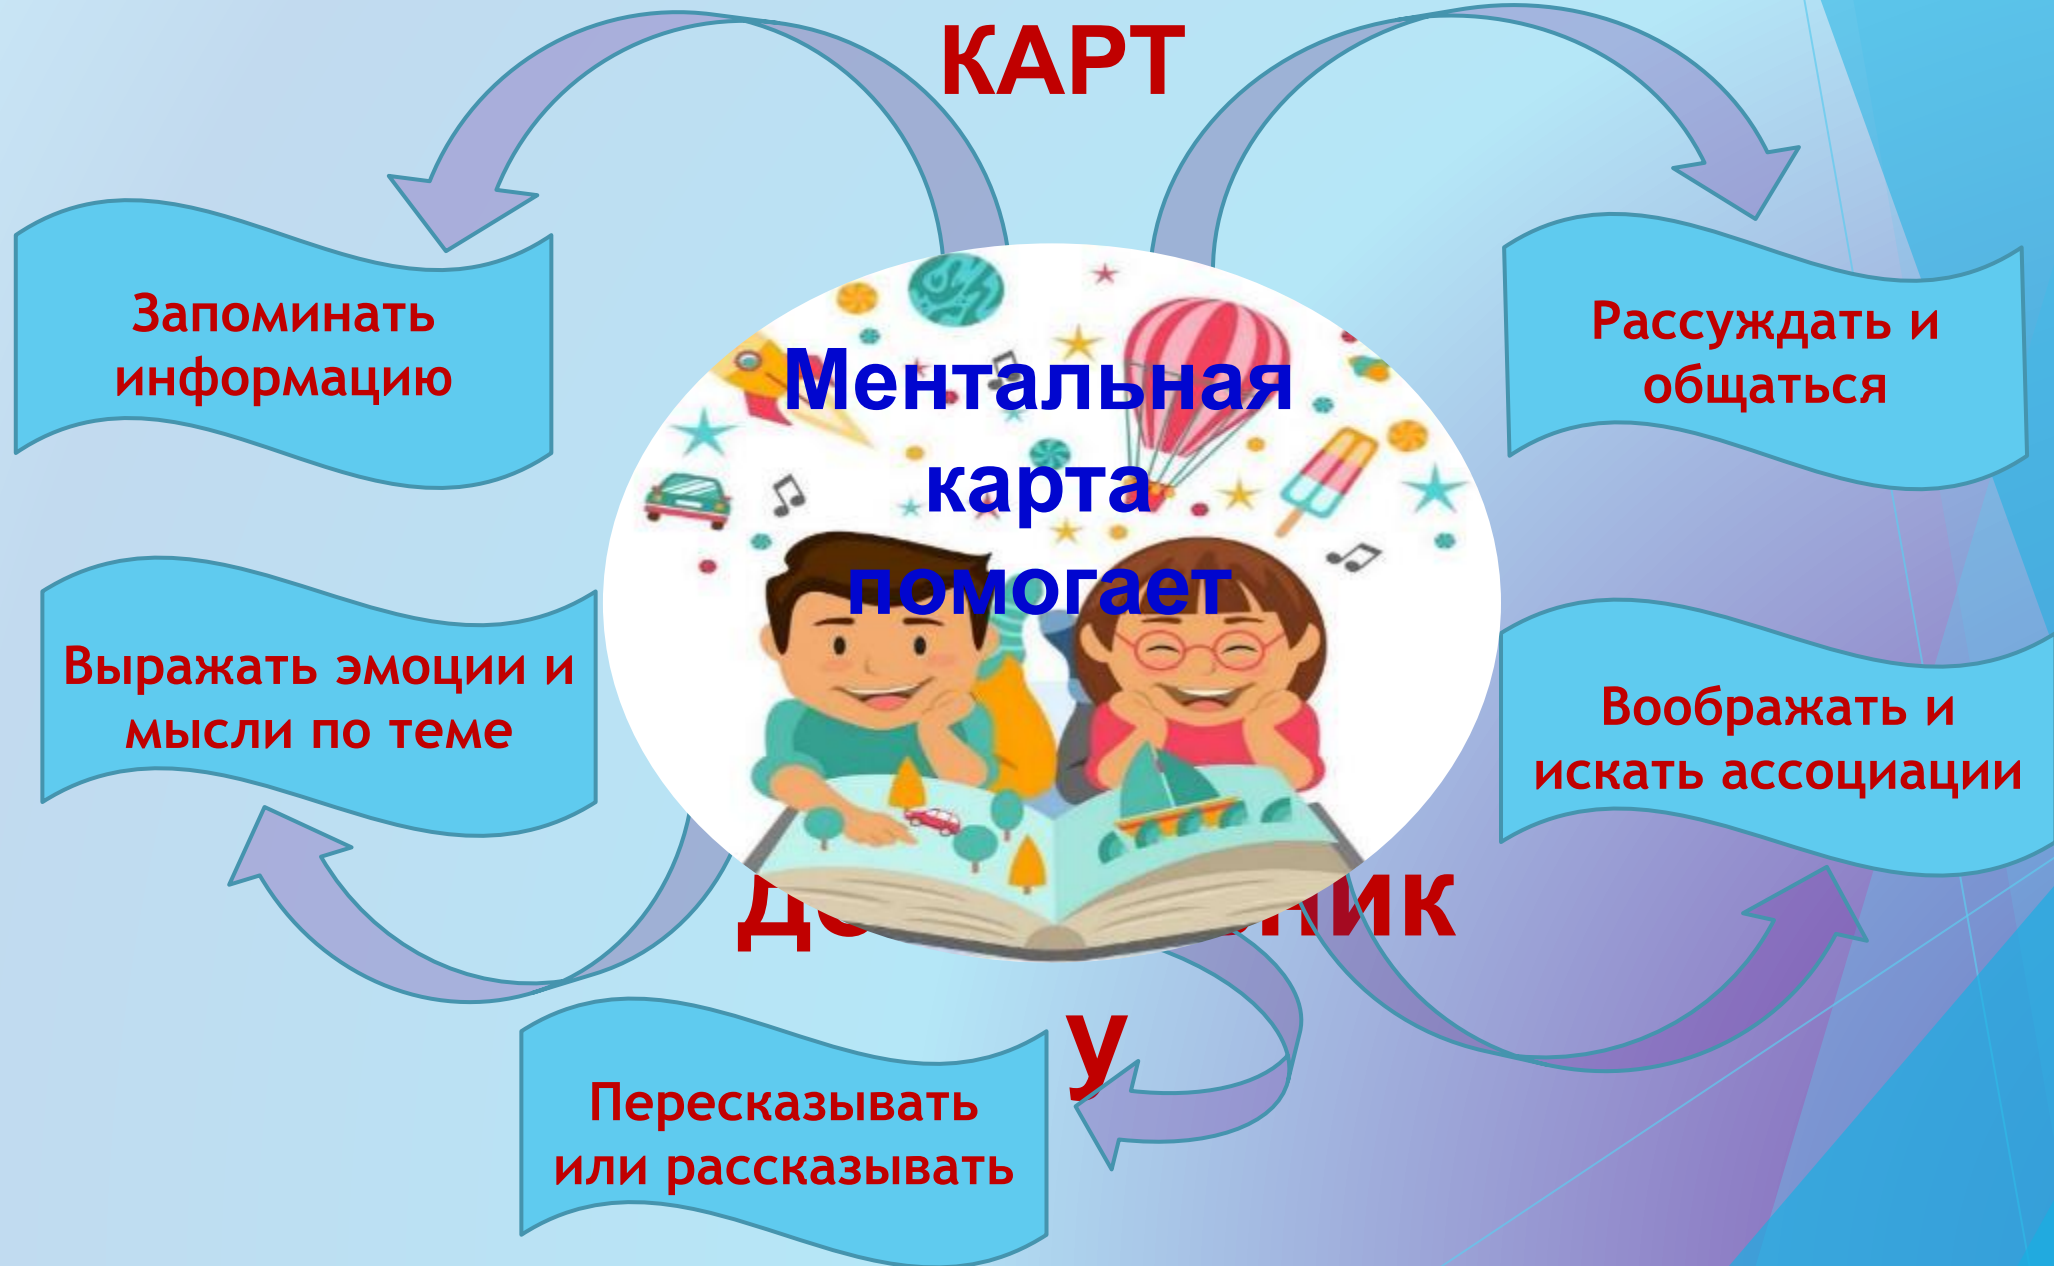 КАРТ
Запоминать
информацию
Рассуждать и
общаться
Ментальная
карта
помогает
Выражать эмоции и
мысли по теме
Воображать и
искать ассоциации
у
Пересказывать
или рассказывать